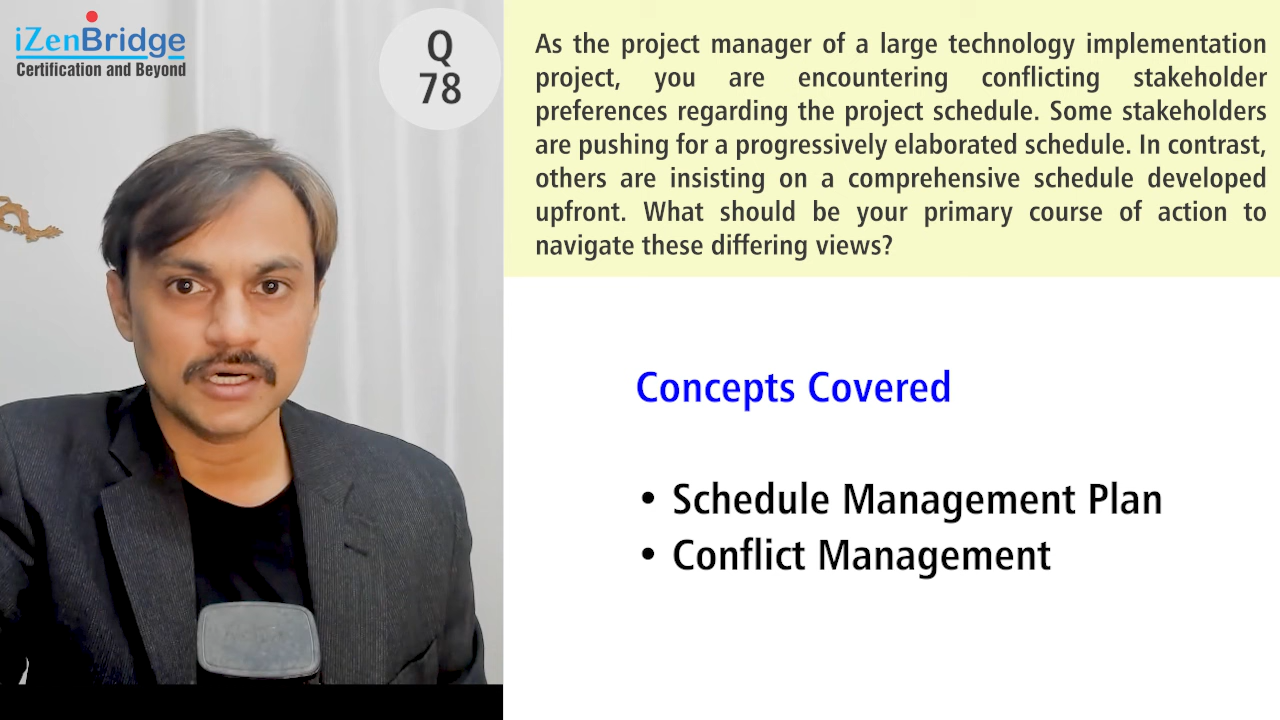 iZenBridge
Certification and Beyond
Q
78
As the project manager of a large technology implementation
project, you are encountering conflicting stakeholder
preferences regarding the project schedule. Some stakeholders
are pushing for a progressively elaborated schedule. In contrast,
others are insisting on a comprehensive schedule developed
upfront. What should be your primary course of action to
navigate these differing views?
Concepts Covered
• Schedule Management Plan
• Conflict Management